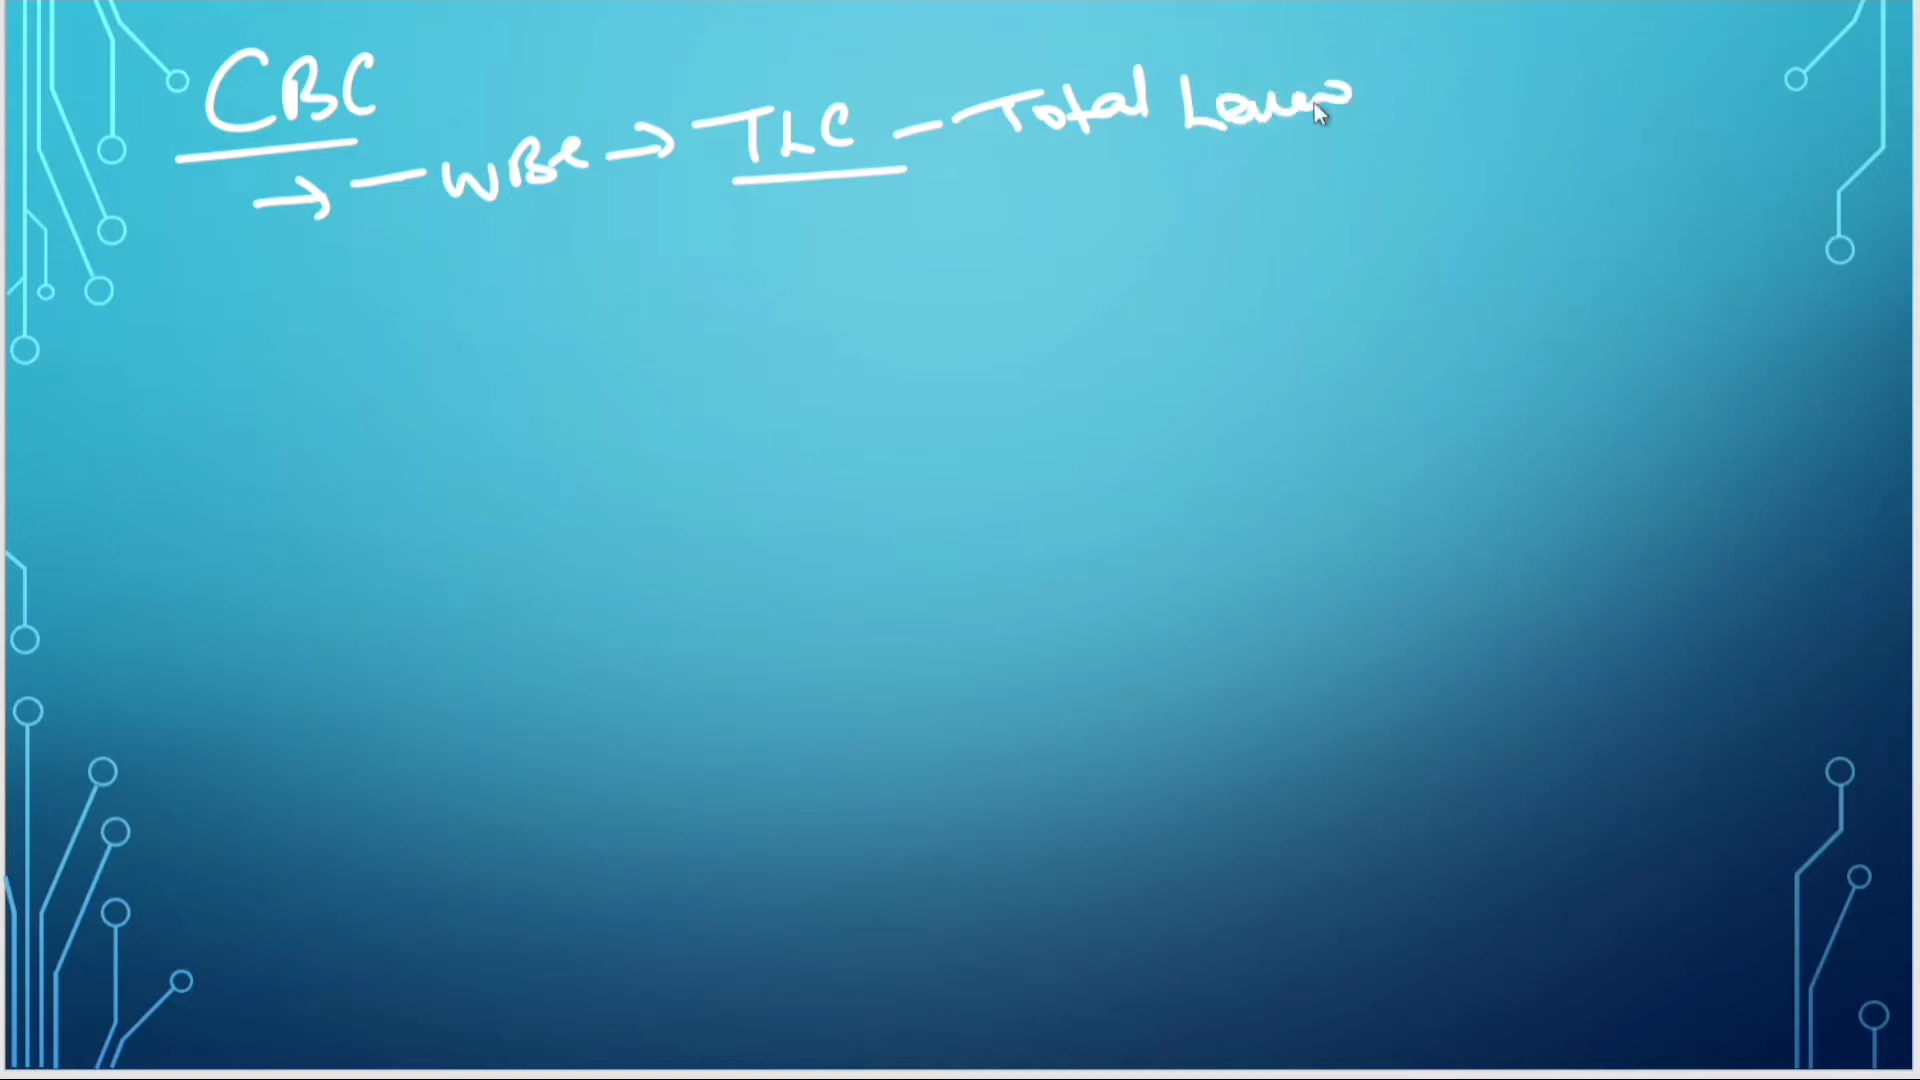 CBC
→ - WBC → TLC - Total